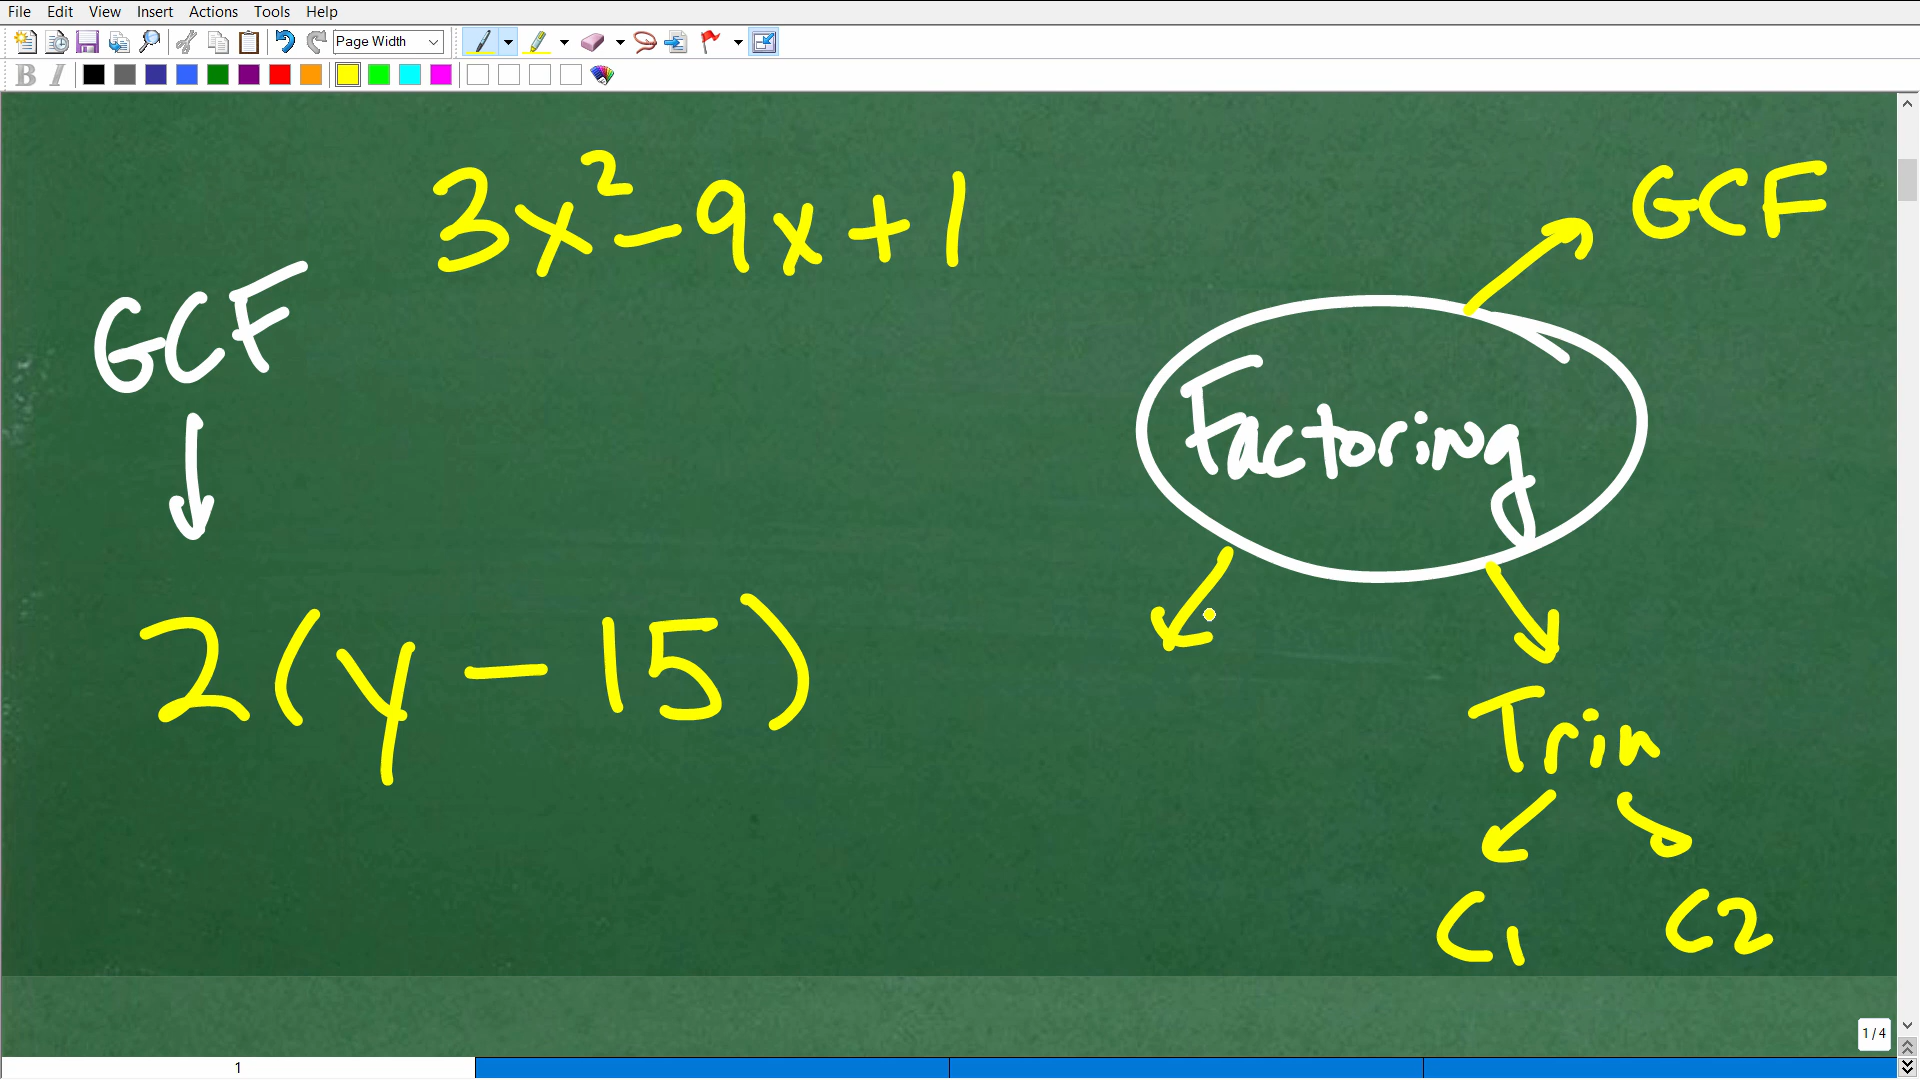 File Edit View Insert Actions Tools Help
Page Width
B I
3x²-9x+1
GCF
GCF
Factoring
2(y-15)
Trin
C1 C2
1 / 4
1